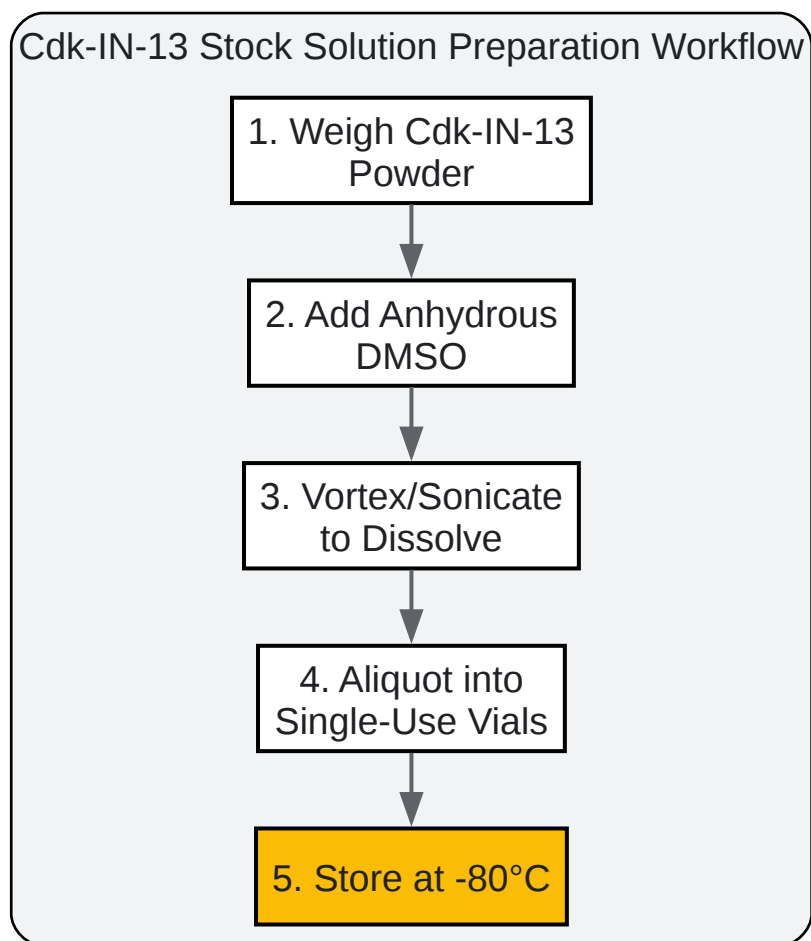 Cdk-IN-13 Stock Solution Preparation Workflow
1. Weigh Cdk-IN-13
Powder
2. Add Anhydrous
DMSO
3. Vortex/Sonicate
to Dissolve
4. Aliquot into
Single-Use Vials
5. Store at -80°C